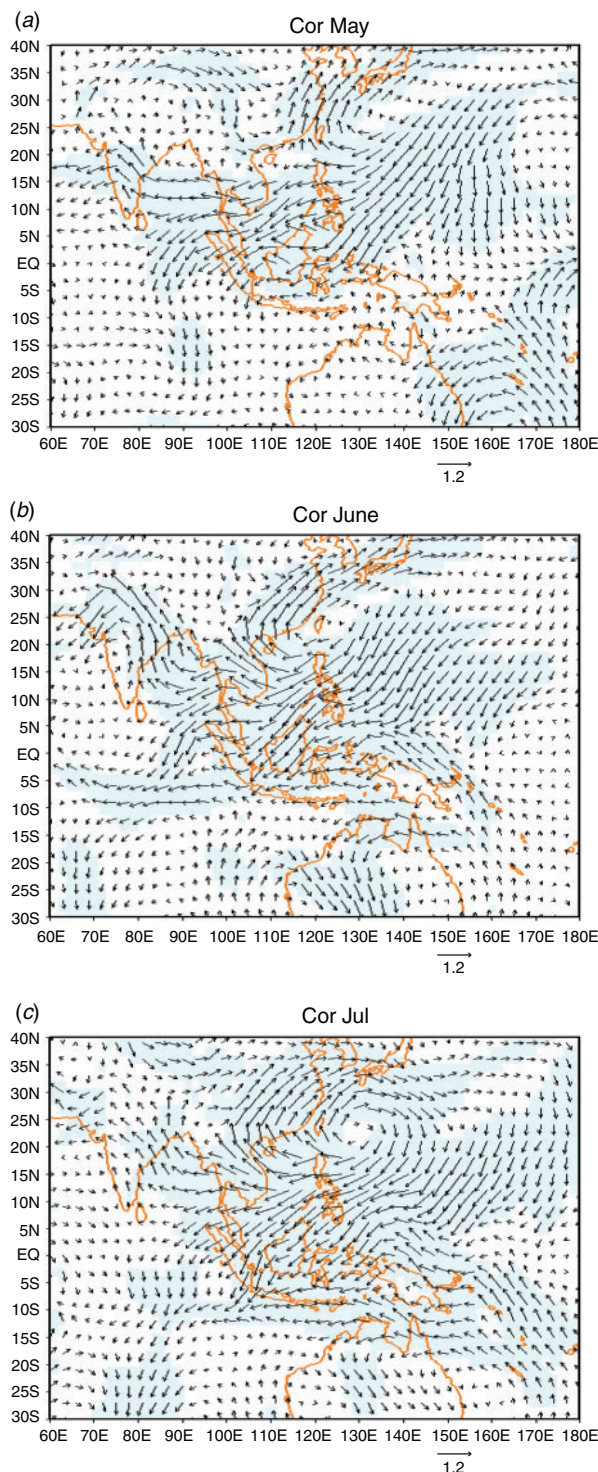 (a) Cor May
40N
35N
30N
25N
20N
15N
10N
5N
EQ
5S
10S
15S
20S
25S
30S
60E 70E 80E 90E 100E 110E 120E 130E 140E 150E 160E 170E 180E
1.2
(b) Cor June
40N
35N
30N
25N
20N
15N
10N
5N
EQ
5S
10S
15S
20S
25S
30S
60E 70E 80E 90E 100E 110E 120E 130E 140E 150E 160E 170E 180E
1.2
(c) Cor Jul
40N
35N
30N
25N
20N
15N
10N
5N
EQ
5S
10S
15S
20S
25S
30S
60E 70E 80E 90E 100E 110E 120E 130E 140E 150E 160E 170E 180E
1.2